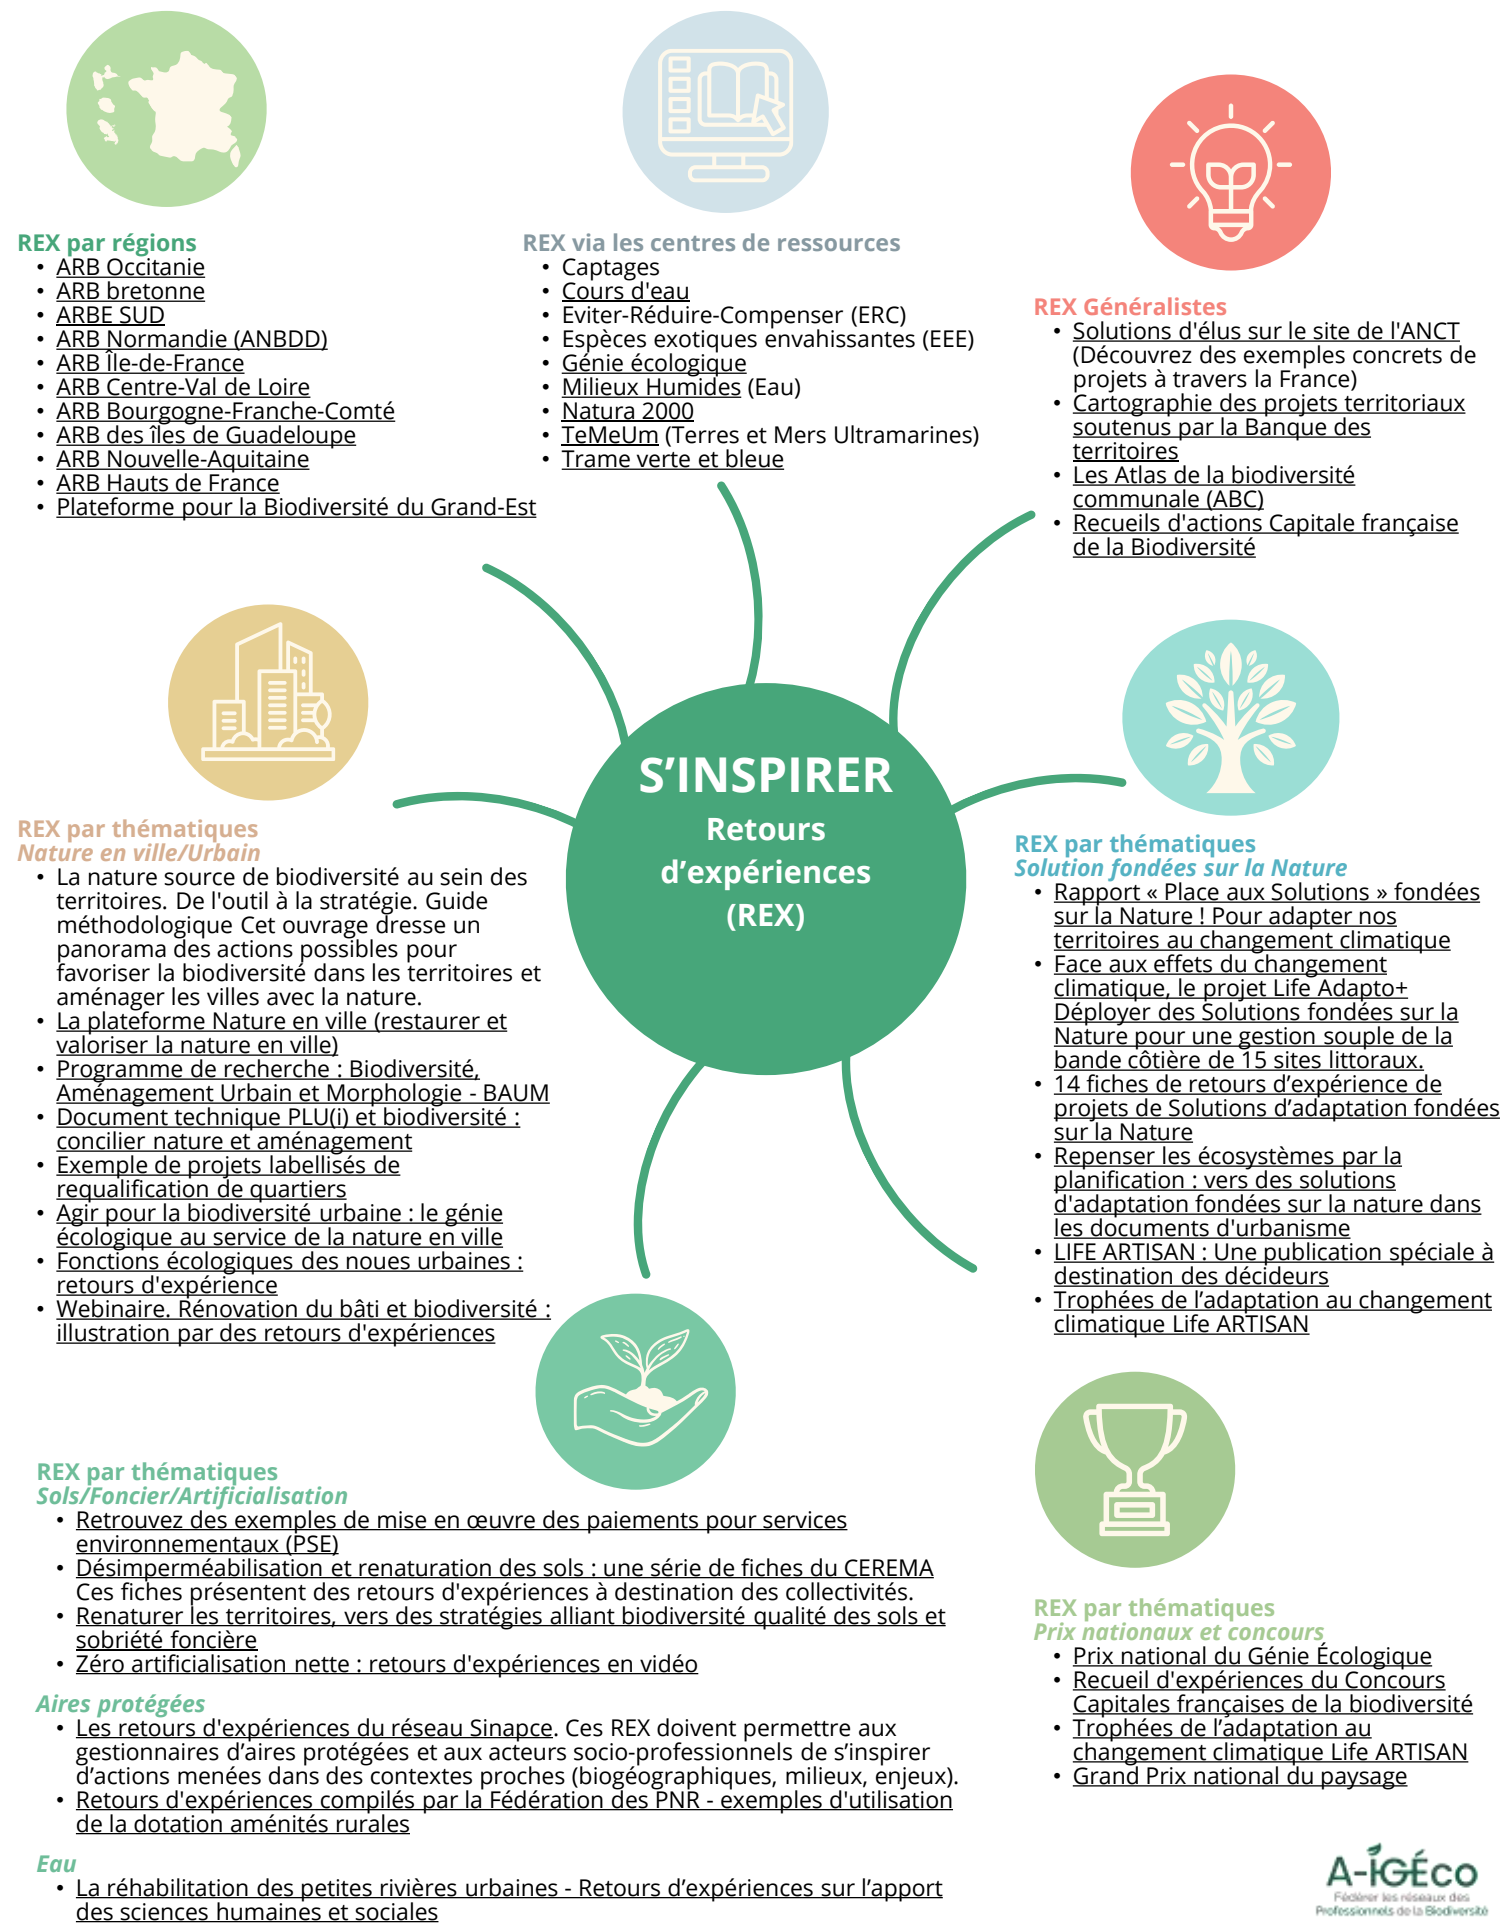 REX par régions
• ARB Occitanie
• ARB bretonne
• ARBE SUD
• ARB Normandie (ANBDD)
• ARB Île-de-France
• ARB Centre-Val de Loire
• ARB Bourgogne-Franche-Comté
• ARB des îles de Guadeloupe
• ARB Nouvelle-Aquitaine
• ARB Hauts de France
• Plateforme pour la Biodiversité du Grand-Est
REX via les centres de ressources
• Captages
• Cours d'eau
• Eviter-Réduire-Compenser (ERC)
• Espèces exotiques envahissantes (EEE)
• Génie écologique
• Milieux Humides (Eau)
• Natura 2000
• TeMeUm (Terres et Mers Ultramarines)
• Trame verte et bleue
REX Généralistes
• Solutions d'élus sur le site de l'ANCT
(Découvrez des exemples concrets de
projets à travers la France)
• Cartographie des projets territoriaux
soutenus par la Banque des
territoires
• Les Atlas de la biodiversité
communale (ABC)
• Recueils d'actions Capitale française
de la Biodiversité
S'INSPIRER
Retours
d'expériences
(REX)
REX par thématiques
Nature en ville/Urbain
• La nature source de biodiversité au sein des
territoires. De l'outil à la stratégie. Guide
méthodologique Cet ouvrage dresse un
panorama des actions possibles pour
favoriser la biodiversité dans les territoires et
aménager les villes avec la nature.
• La plateforme Nature en ville (restaurer et
valoriser la nature en ville)
• Programme de recherche : Biodiversité,
Aménagement Urbain et Morphologie - BAUM
• Document technique PLU(i) et biodiversité :
concilier nature et aménagement
• Exemple de projets labellisés de
requalification de quartiers
• Agir pour la biodiversité urbaine : le génie
écologique au service de la nature en ville
• Fonctions écologiques des noues urbaines :
retours d'expérience
• Webinaire. Rénovation du bâti et biodiversité :
illustration par des retours d'expériences
REX par thématiques
Solution fondées sur la Nature
• Rapport « Place aux Solutions » fondées
sur la Nature ! Pour adapter nos
territoires au changement climatique
• Face aux effets du changement
climatique, le projet Life Adapto+
Déployer des Solutions fondées sur la
Nature pour une gestion souple de la
bande côtière de 15 sites littoraux.
• 14 fiches de retours d’expérience de
projets de Solutions d’adaptation fondées
sur la Nature
• Repenser les écosystèmes par la
planification : vers des solutions
d'adaptation fondées sur la nature dans
les documents d'urbanisme
• LIFE ARTISAN : Une publication spéciale à
destination des décideurs
• Trophées de l’adaptation au changement
climatique Life ARTISAN
REX par thématiques
Sols/Foncier/Artificialisation
• Retrouvez des exemples de mise en œuvre des paiements pour services
environnementaux (PSE)
• Désimperméabilisation et renaturation des sols : une série de fiches du CEREMA
Ces fiches présentent des retours d'expériences à destination des collectivités.
• Renaturer les territoires, vers des stratégies alliant biodiversité qualité des sols et
sobriété foncière
• Zéro artificialisation nette : retours d'expériences en vidéo
Aires protégées
• Les retours d'expériences du réseau Sinapce. Ces REX doivent permettre aux
gestionnaires d’aires protégées et aux acteurs socio-professionnels de s’inspirer
d’actions menées dans des contextes proches (biogéographiques, milieux, enjeux).
• Retours d'expériences compilés par la Fédération des PNR - exemples d'utilisation
de la dotation aménités rurales
Eau
• La réhabilitation des petites rivières urbaines - Retours d’expériences sur l’apport
des sciences humaines et sociales
REX par thématiques
Prix nationaux et concours
• Prix national du Génie Écologique
• Recueil d'expériences du Concours
Capitales françaises de la biodiversité
• Trophées de l’adaptation au
changement climatique Life ARTISAN
• Grand Prix national du paysage
A-IGÉco
Fédérer les réseaux des
Professionnels de la Biodiversité